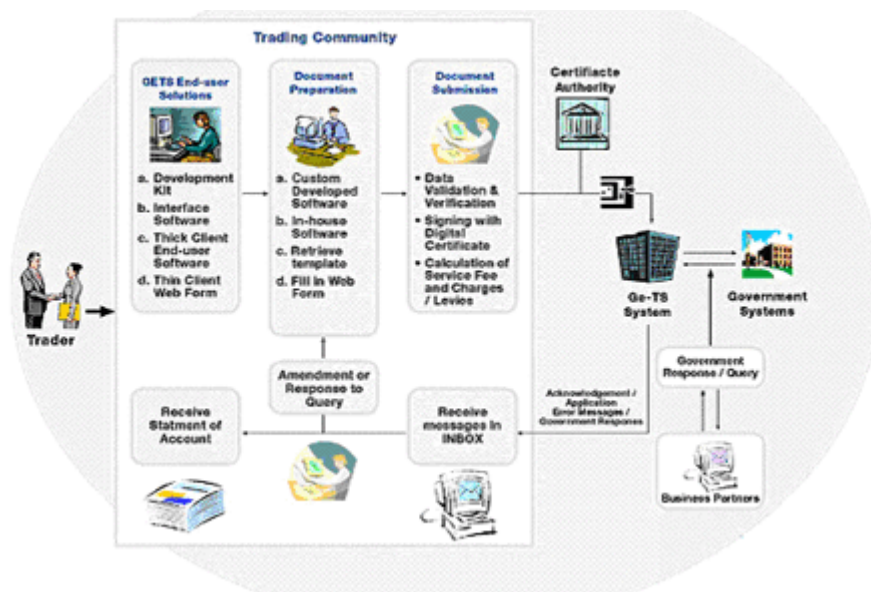 Trading Community
GETS End-user
Solutions
a. Development
Kit
b. Interface
Software
c. Thick Client
End-user
Software
d. Thin Client
Web Form
Document
Preparation
a. Custom
Developed
Software
b. In-house
Software
c. Retrieve
template
d. Fill in Web
Form
Document
Submission
• Data
Validation &
Verification
• Signing with
Digital
Certificate
• Calculation of
Service Fee
and Charges
/ Levies
Certifiacte
Authority
Trader
Ge-TS
System
Government
Systems
Government
Response / Query
Business Partners
Acknowledgement /
Application
Error Messages /
Government Response
Receive
messages in
INBOX
Amendment or
Response to
Query
Receive
Statment of
Account